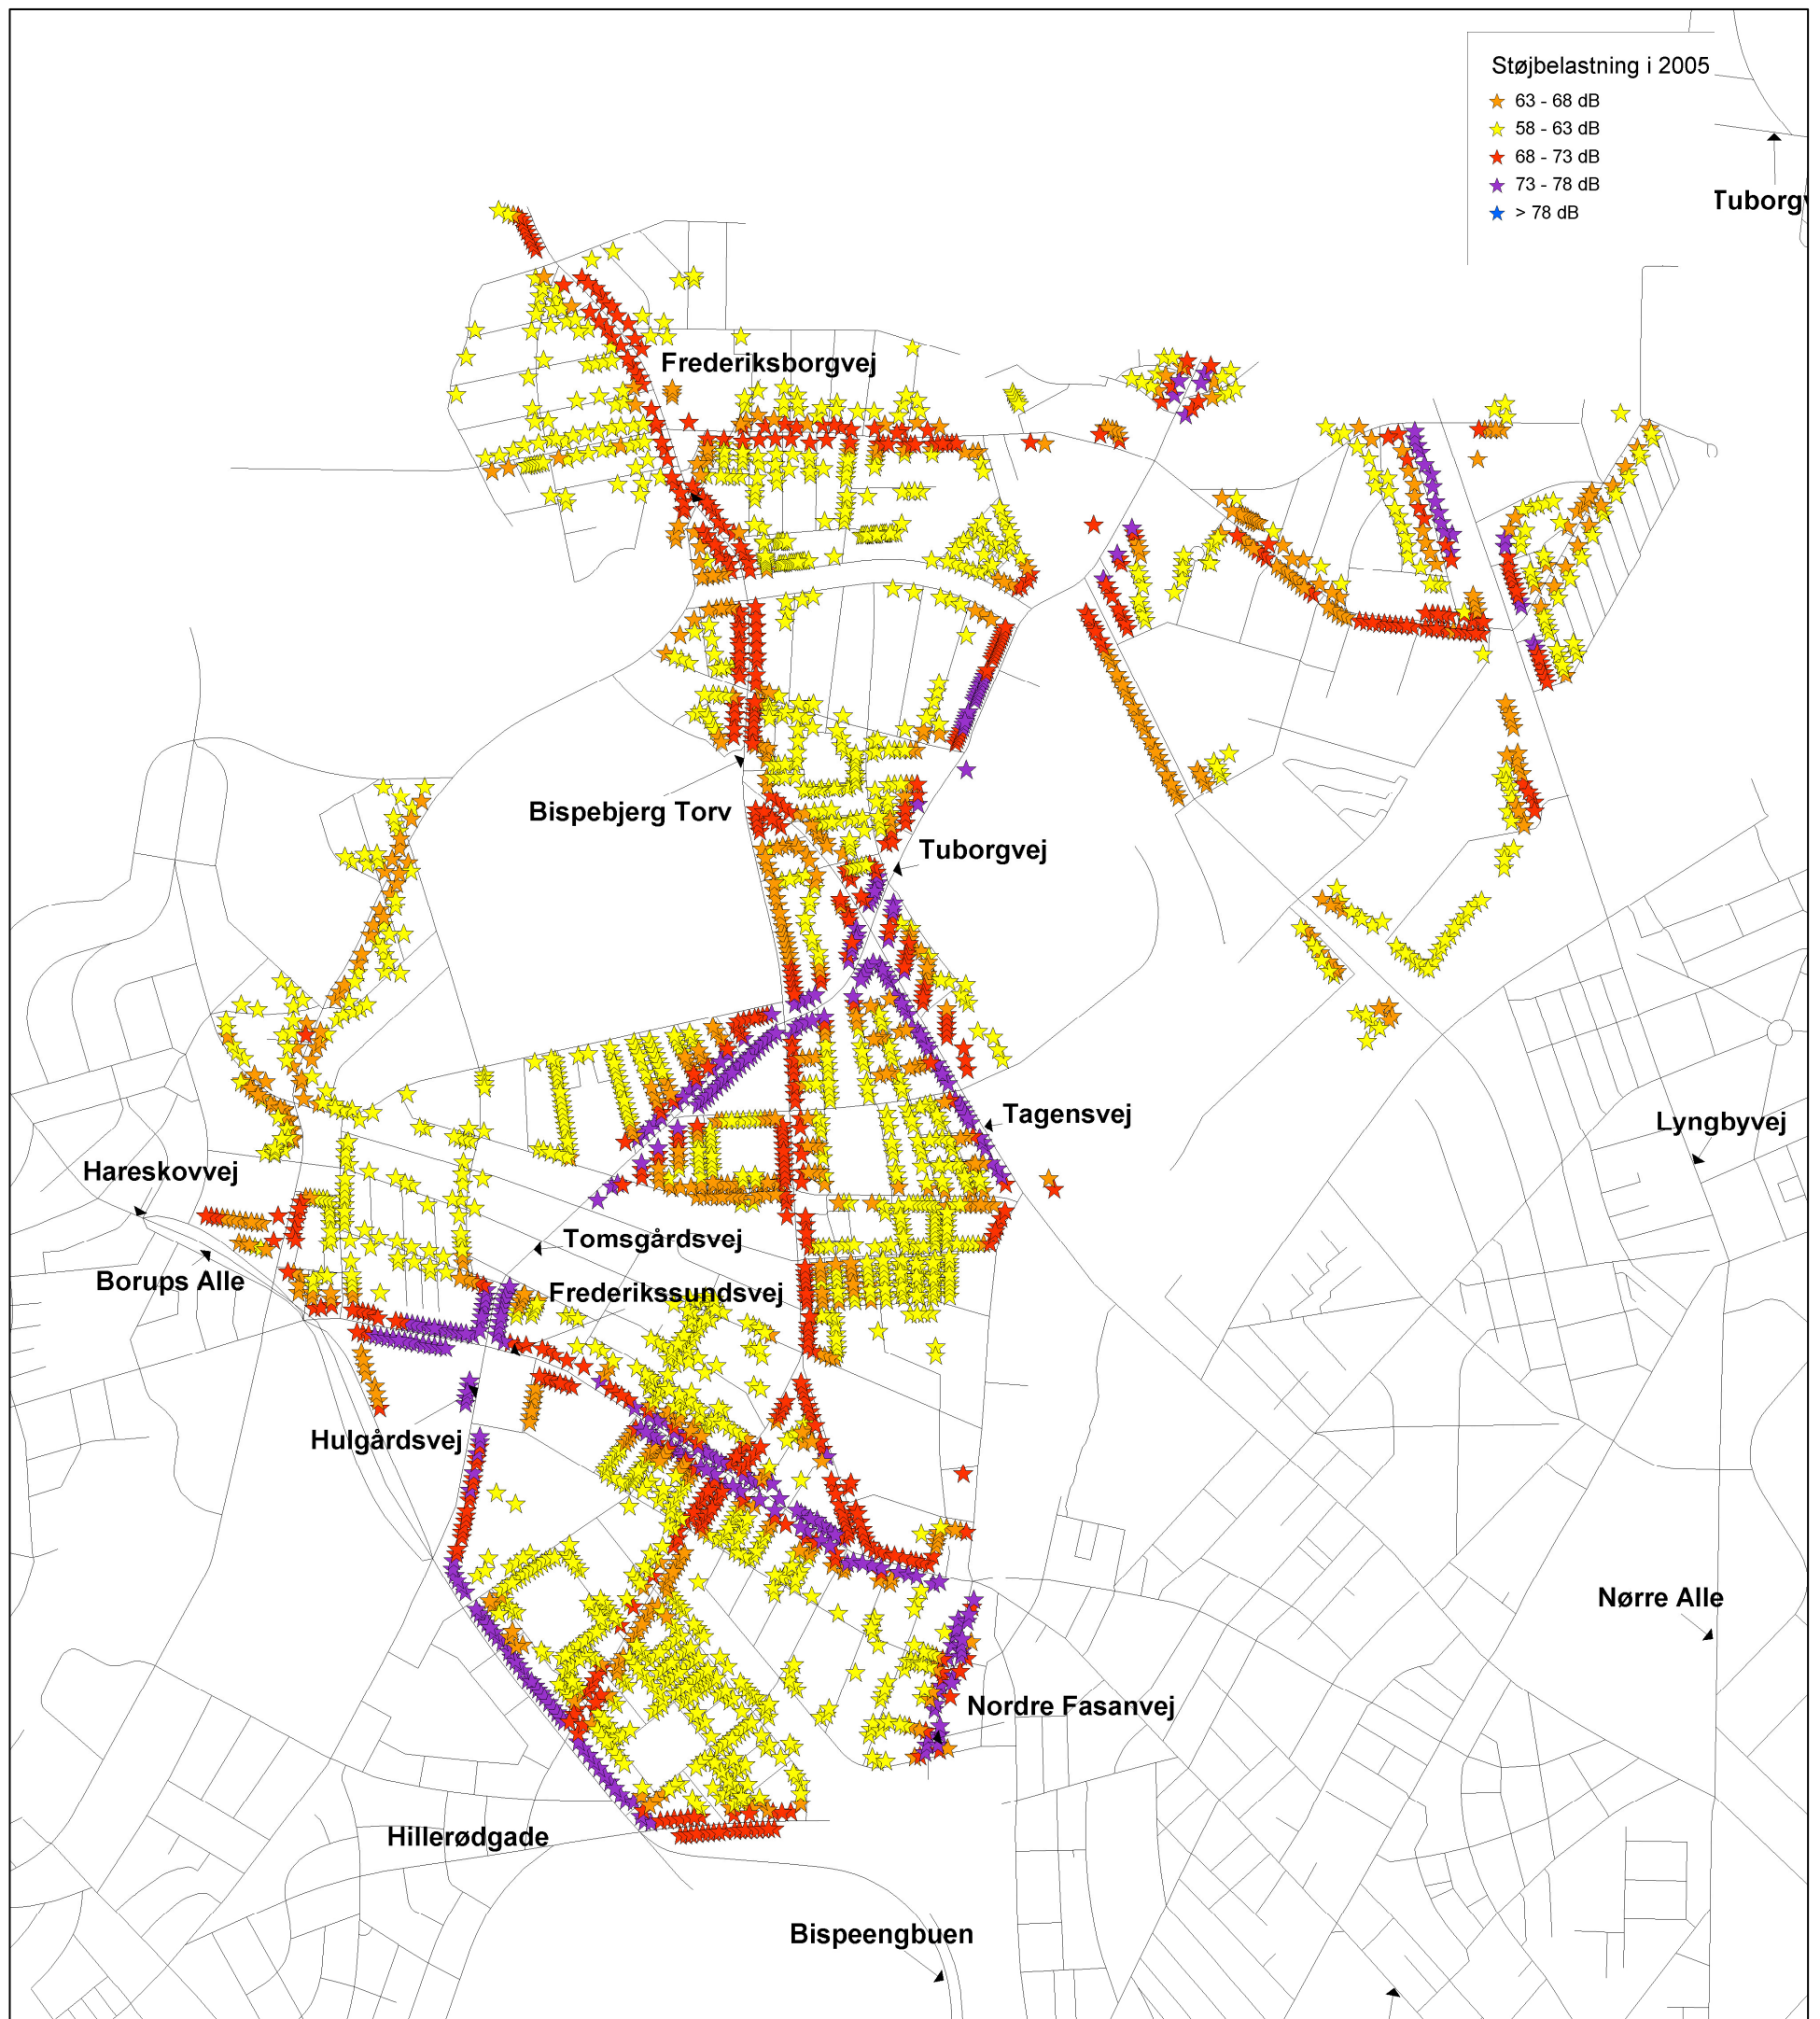 Støjbelastning i 2005
63 - 68 dB
58 - 63 dB
68 - 73 dB
73 - 78 dB
> 78 dB
Tuborgv
Frederiksborgvej
Bispebjerg Torv
Tuborgvej
Tagensvej
Lyngbyvej
Hareskovvej
Tomsgårdsvej
Borups Alle
Frederikssundsvej
Hulgårdsvej
Nørre Alle
Nordre Fasanvej
Hillerødgade
Bispeengbuen